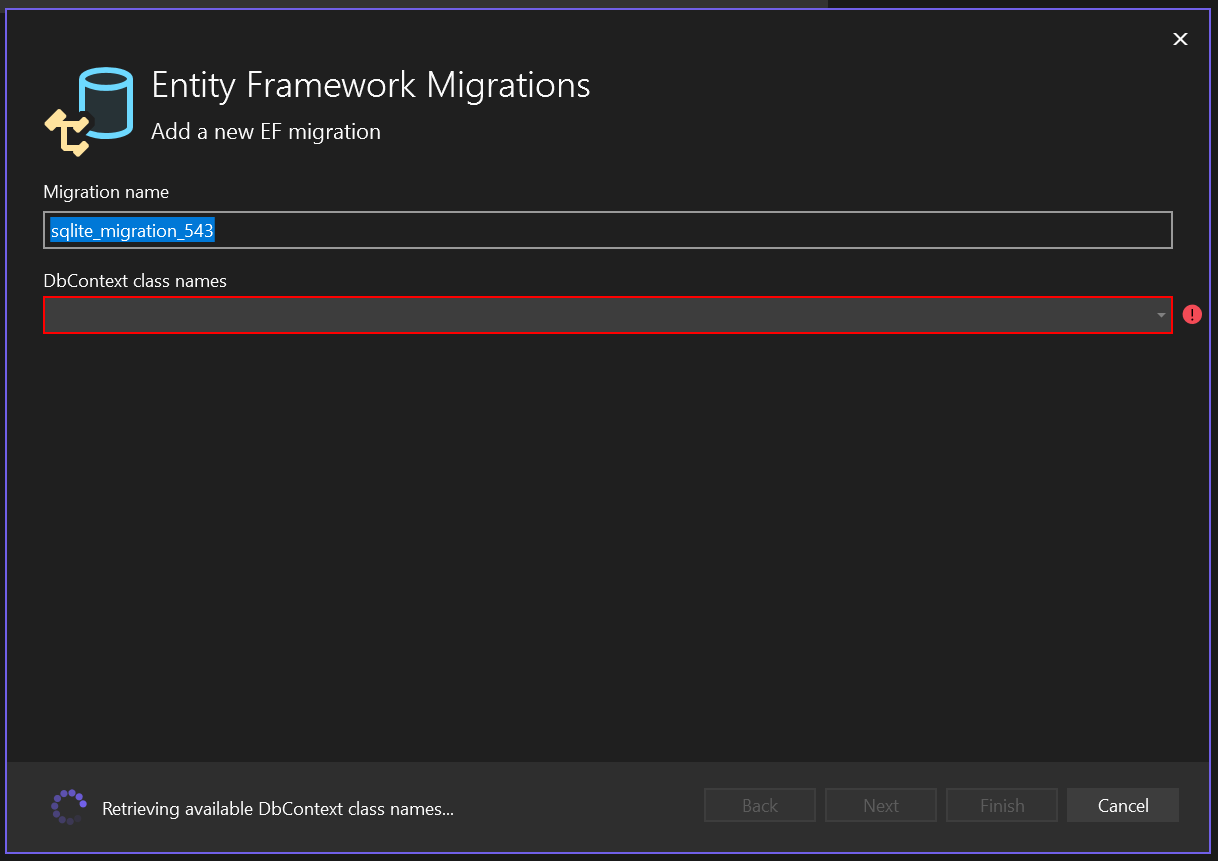 Entity Framework Migrations
Add a new EF migration
Migration name
sqlite_migration_543
DbContext class names
Retrieving available DbContext class names...
Back
Next
Finish
Cancel